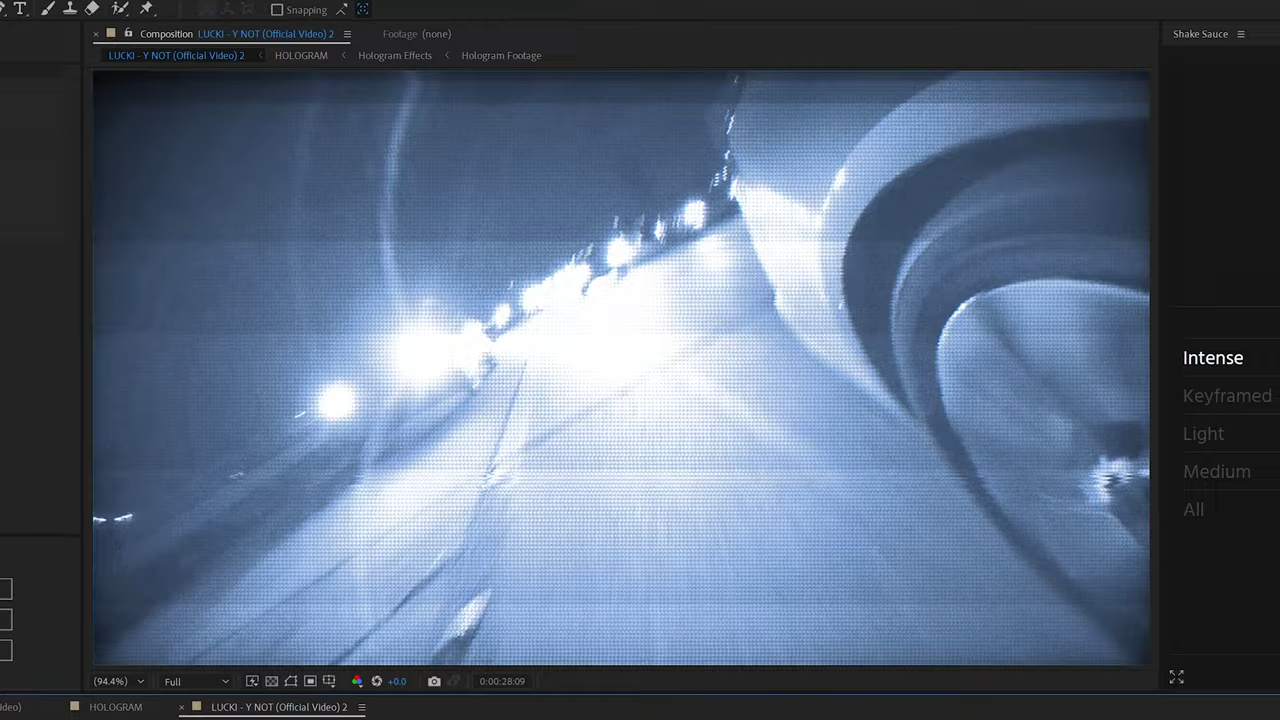 Snapping
Composition LUCKI - Y NOT (Official Video) 2
Footage (none)
Shake Sauce
LUCKI - Y NOT (Official Video) 2
HOLOGRAM
Hologram Effects
Hologram Footage
Intense
Keyframed
Light
Medium
All
(94.4%)
Full
+0.0
0:00:28:09
deo)
HOLOGRAM
LUCKI - Y NOT (Official Video) 2